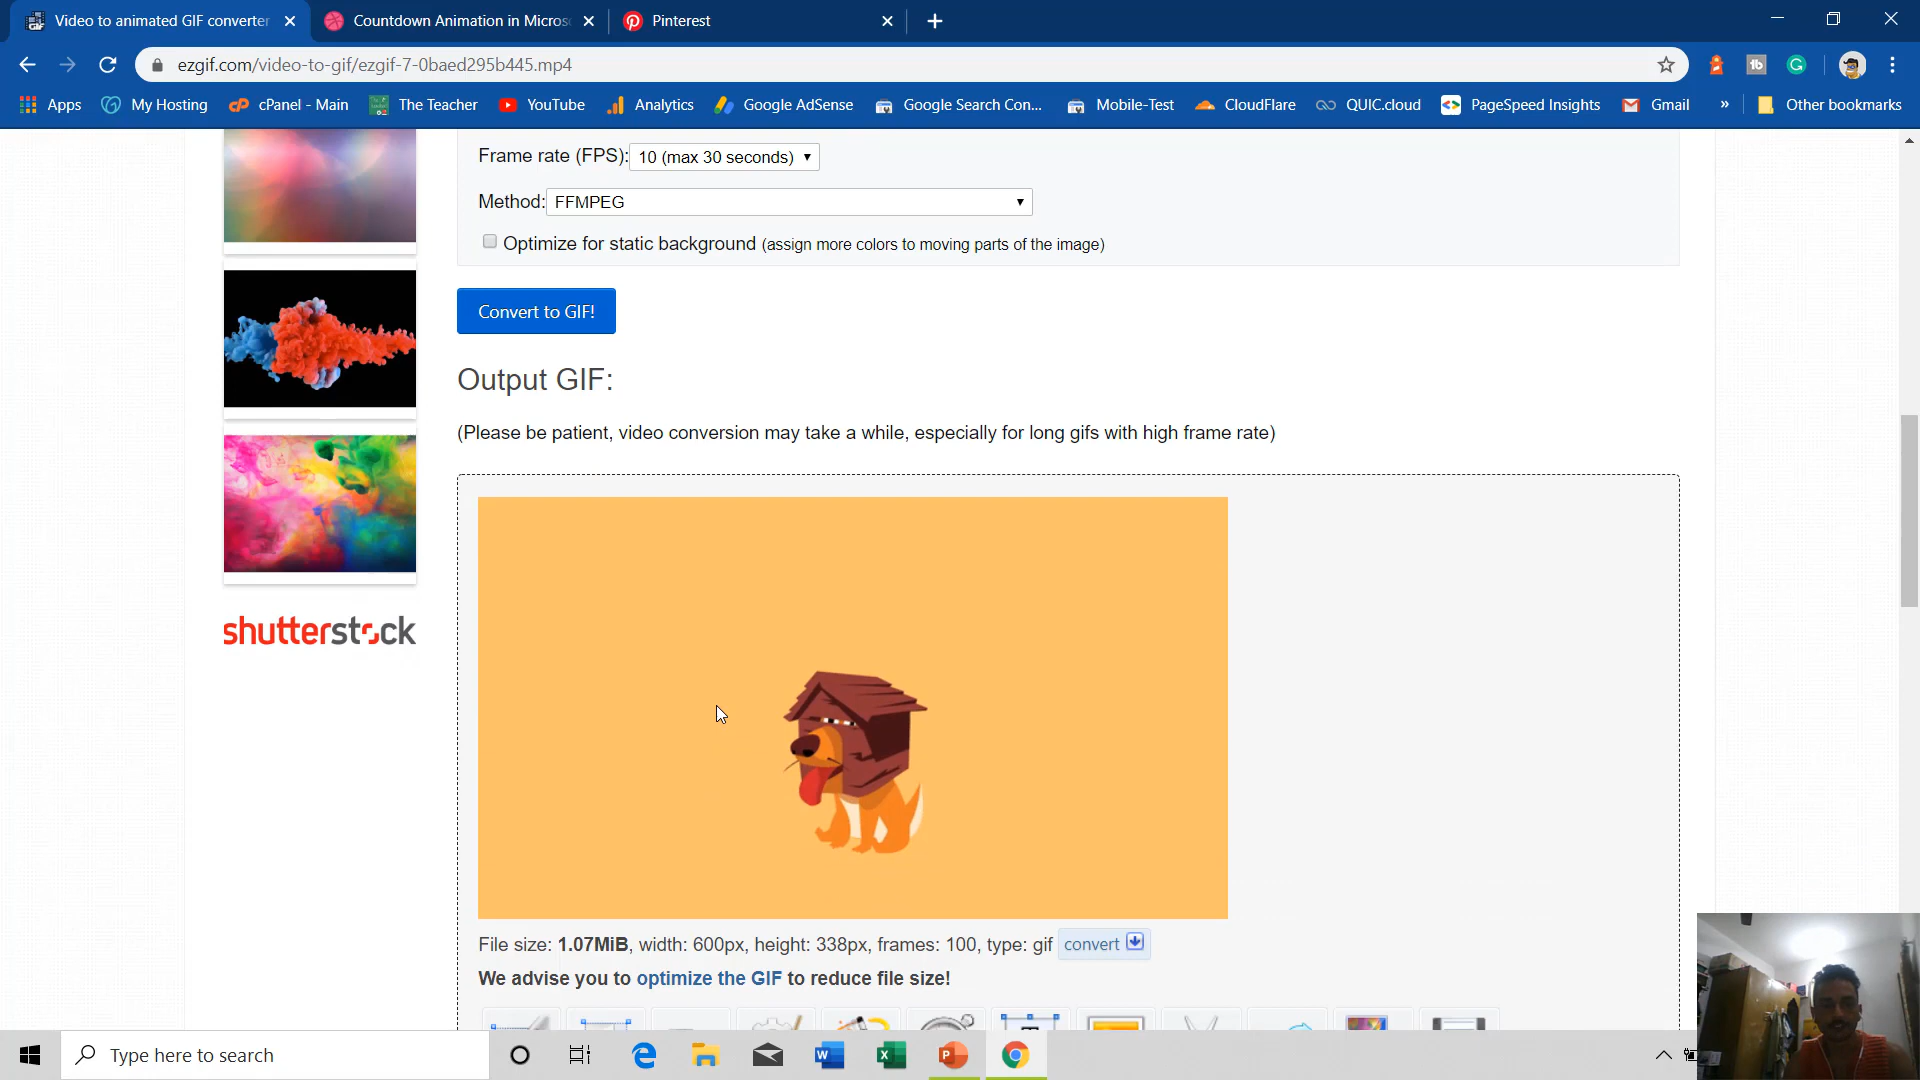 Video to animated GIF converter
Countdown Animation in Micros
Pinterest
ezgif.com/video-to-gif/ezgif-7-0baed295b445.mp4
Apps
My Hosting
cPanel - Main
The Teacher
YouTube
Analytics
Google AdSense
Google Search Con...
Mobile-Test
CloudFlare
QUIC.cloud
PageSpeed Insights
Gmail
»
Other bookmarks
Frame rate (FPS): 10 (max 30 seconds)
Method: FFMPEG
Optimize for static background (assign more colors to moving parts of the image)
Convert to GIF!
Output GIF:
(Please be patient, video conversion may take a while, especially for long gifs with high frame rate)
shutterstock
File size: 1.07MiB, width: 600px, height: 338px, frames: 100, type: gif convert
We advise you to optimize the GIF to reduce file size!
Type here to search